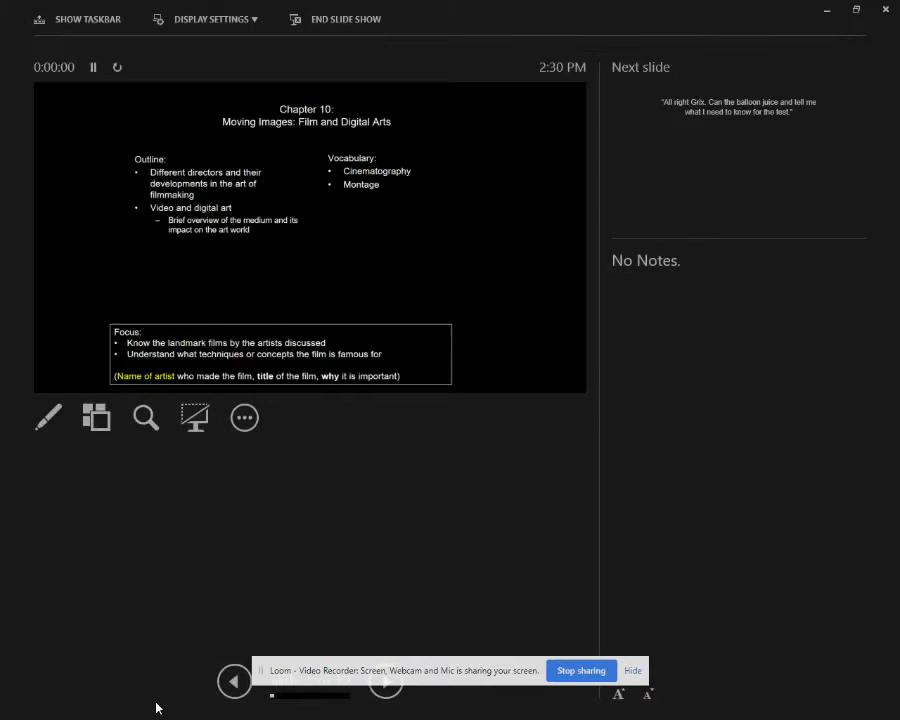 SHOW TASKBAR
DISPLAY SETTINGS ▼
END SLIDE SHOW
0:00:00
2:30 PM
Next slide
Chapter 10:
Moving Images: Film and Digital Arts
Outline:
• Different directors and their
developments in the art of
filmmaking
• Video and digital art
– Brief overview of the medium and its
impact on the art world
Vocabulary:
• Cinematography
• Montage
Focus:
• Know the landmark films by the artists discussed
• Understand what techniques or concepts the film is famous for
(Name of artist who made the film, title of the film, why it is important)
"All right Grix. Can the balloon juice and tell me
what I need to know for the test."
No Notes.
Loom - Video Recorder: Screen, Webcam and Mic is sharing your screen.
Stop sharing
Hide
A A